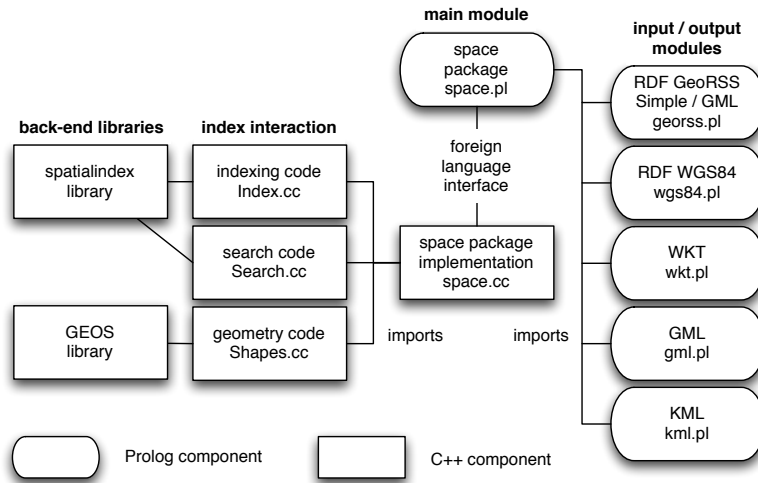 main module
space
package
space.pl
input / output
modules
RDF GeoRSS
Simple / GML
georss.pl
back-end libraries
index interaction
foreign
language
interface
spatialindex
library
indexing code
Index.cc
RDF WGS84
wgs84.pl
search code
Search.cc
space package
implementation
space.cc
WKT
wkt.pl
GEOS
library
geometry code
Shapes.cc
imports
imports
GML
gml.pl
KML
kml.pl
Prolog component
C++ component